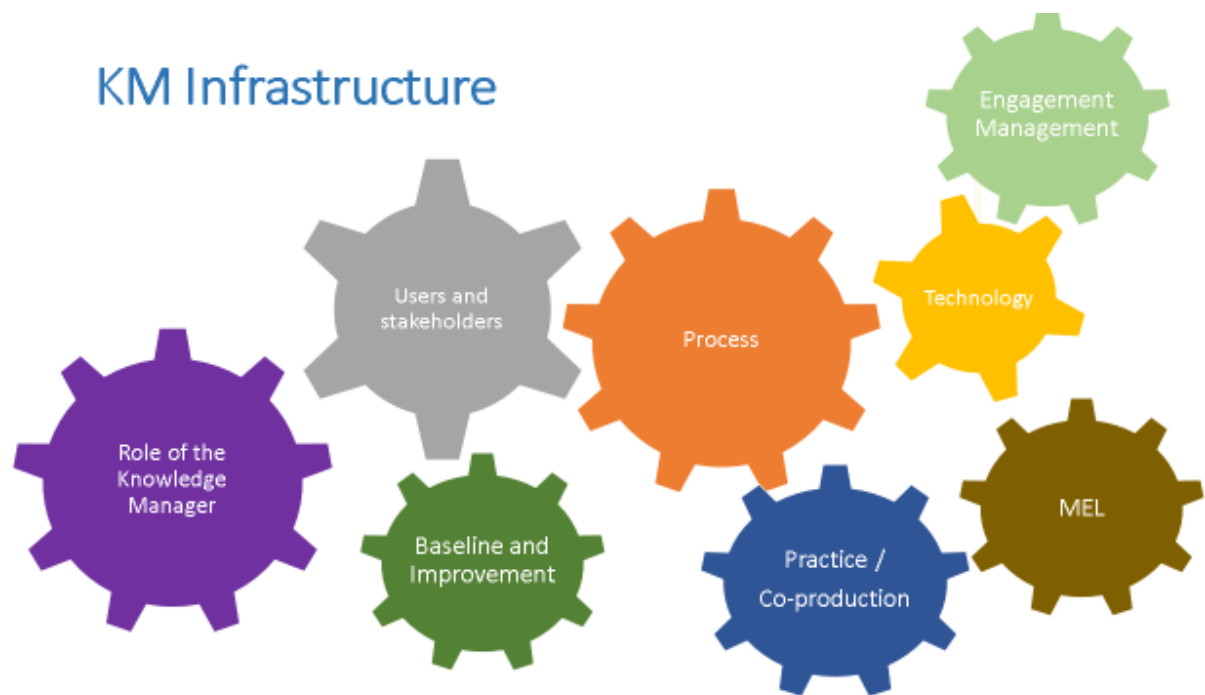 KM Infrastructure
Engagement
Management
Users and
stakeholders
Technology
Process
Role of the
Knowledge
Manager
Baseline and
Improvement
Practice /
Co-production
MEL